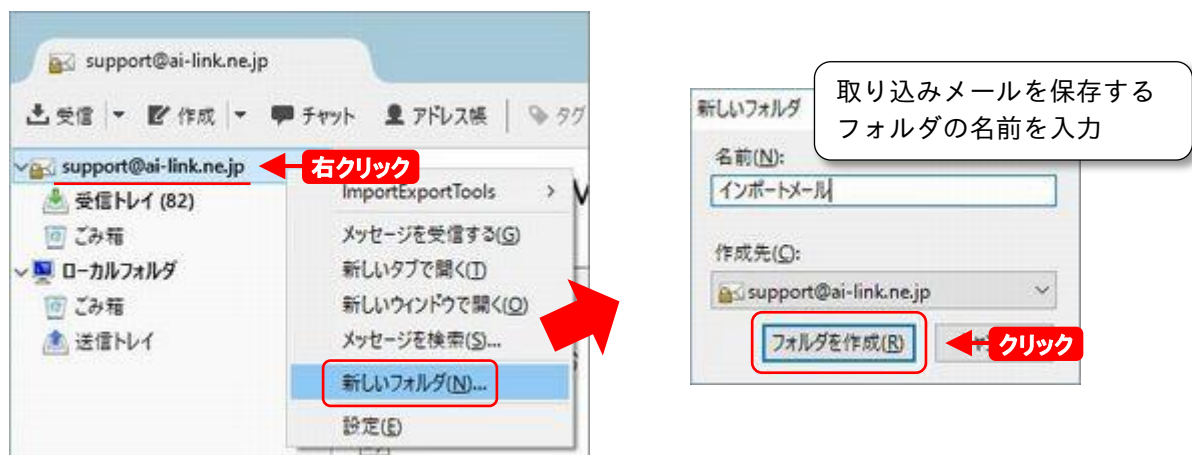 support@ai-link.ne.jp
受信 作成 チャット アドレス帳 タグ
support@ai-link.ne.jp
右クリック
受信トレイ (82)
ごみ箱
ローカルフォルダ
ごみ箱
送信トレイ
ImportExportTools
メッセージを受信する(G)
新しいタブで開く(T)
新しいウィンドウで開く(O)
メッセージを検索(S)...
新しいフォルダ(N)...
設定(E)
取り込みメールを保存する
フォルダの名前を入力
新しいフォルダ
名前(N):
インポートメール
作成先(C):
support@ai-link.ne.jp
フォルダを作成(R)
クリック